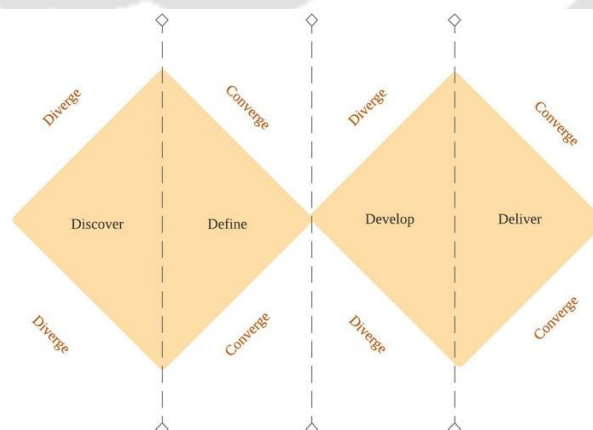 Diverge
Converge
Diverge
Converge
Discover
Define
Develop
Deliver
Diverge
Converge
Diverge
Converge